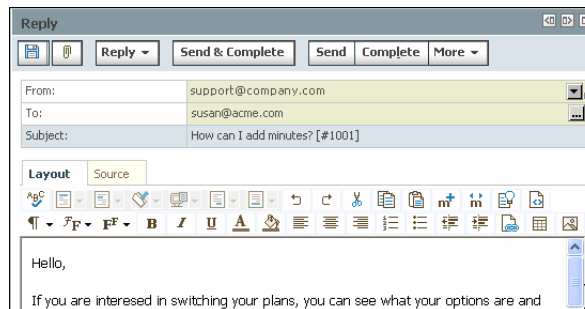 Reply
Reply Send & Complete Send Complete More
From: support@company.com
To: susan@acme.com
Subject: How can I add minutes? [#1001]
Layout Source
ABC
¶ F F F F B I U A
Hello,
If you are interesed in switching your plans, you can see what your options are and